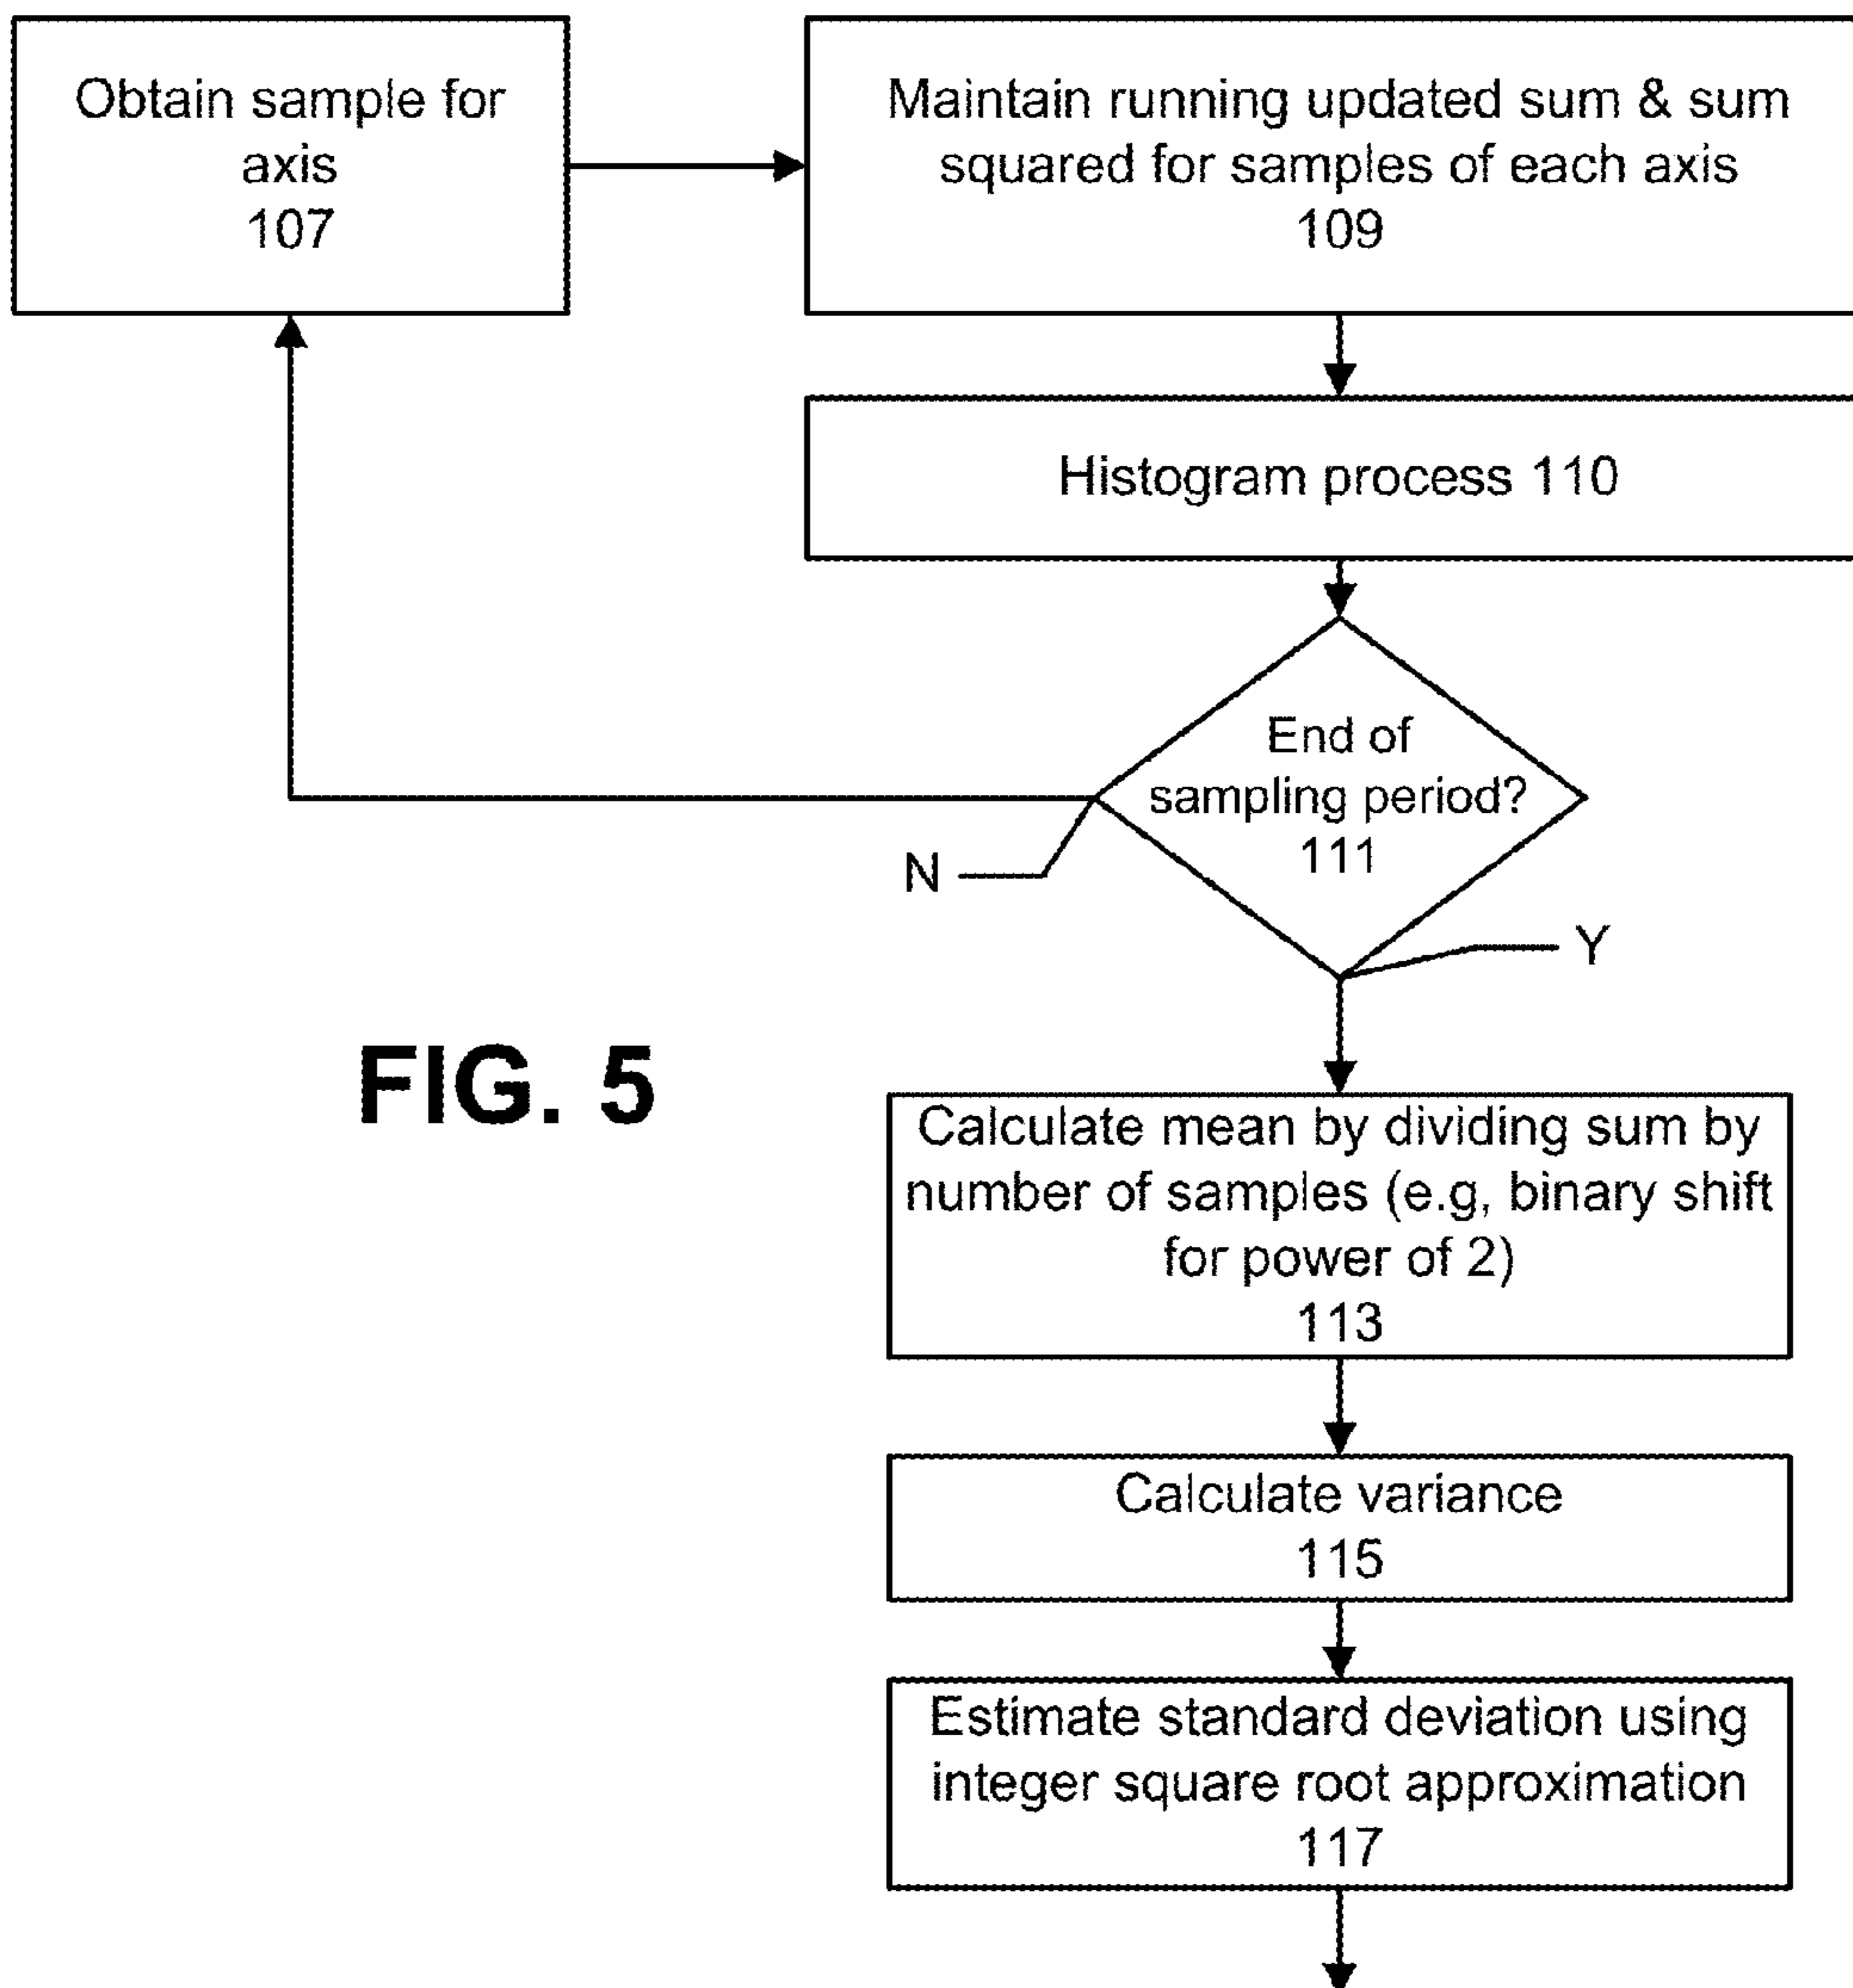 Obtain sample for
axis
107
Maintain running updated sum & sum
squared for samples of each axis
109
Histogram process 110
End of
sampling period?
111
N
Y
FIG. 5
Calculate mean by dividing sum by
number of samples (e.g, binary shift
for power of 2)
113
Calculate variance
115
Estimate standard deviation using
integer square root approximation
117